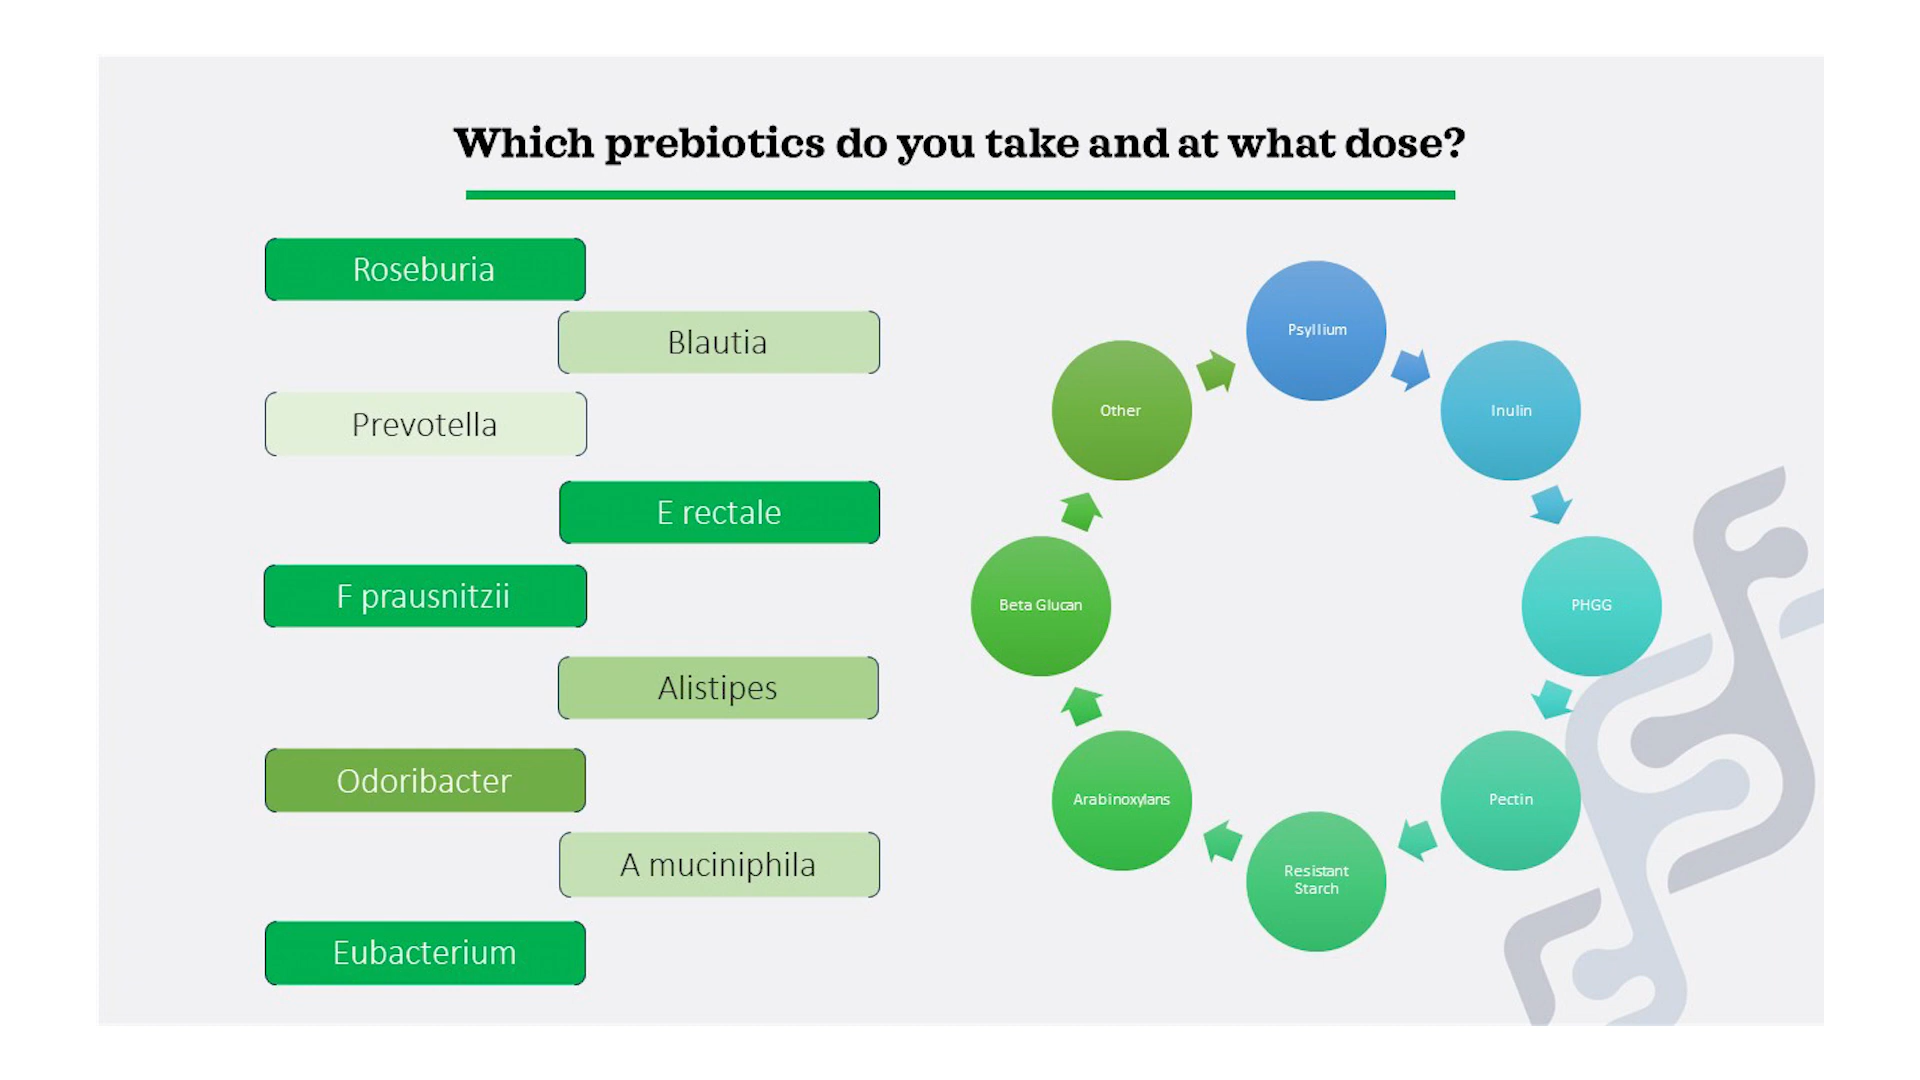 Which prebiotics do you take and at what dose?
Roseburia
Blautia
Prevotella
E rectale
F prausnitzii
Alistipes
Odoribacter
A muciniphila
Eubacterium
Psyllium
Inulin
PHGG
Pectin
Resistant
Starch
Arabinoxylans
Beta Glucan
Other